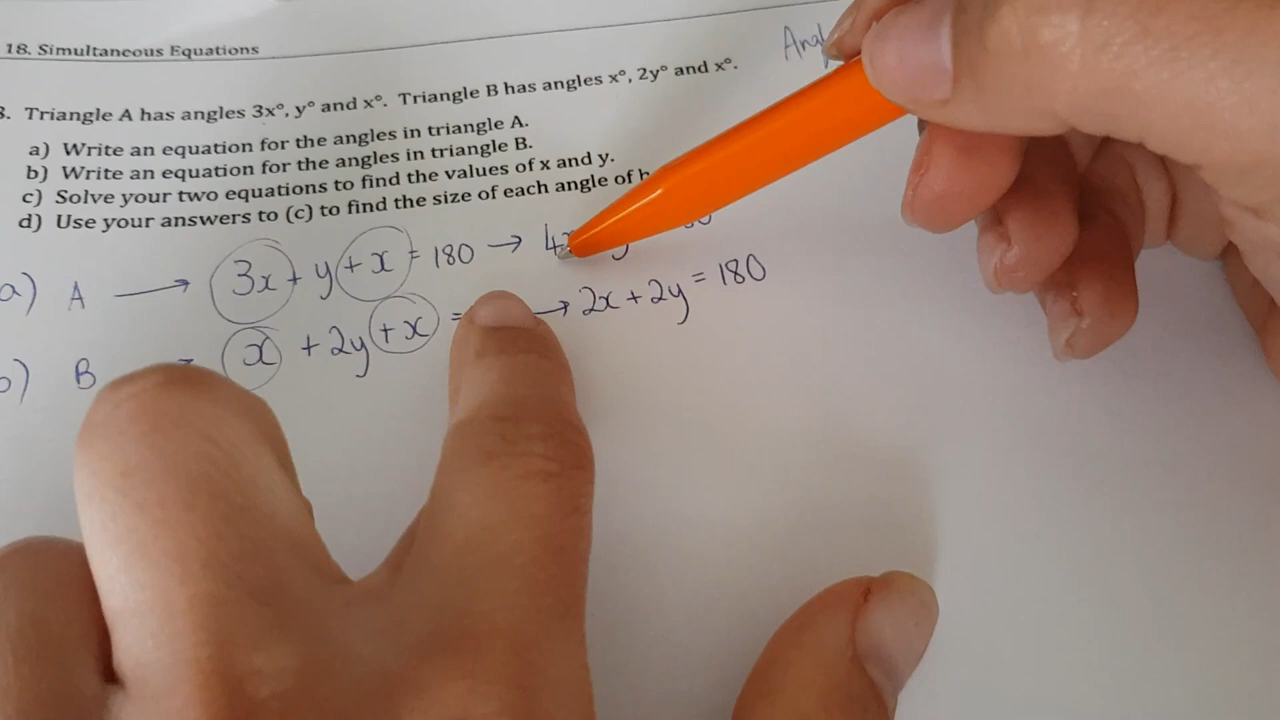 18. Simultaneous Equations
3. Triangle A has angles 3x°, y° and x°. Triangle B has angles x°, 2y° and x°.
a) Write an equation for the angles in triangle A.
b) Write an equation for the angles in triangle B.
c) Solve your two equations to find the values of x and y.
d) Use your answers to (c) to find the size of each angle of
a) A → 3x + y + x = 180 → 4x
b) B x + 2y + x = → 2x + 2y = 180